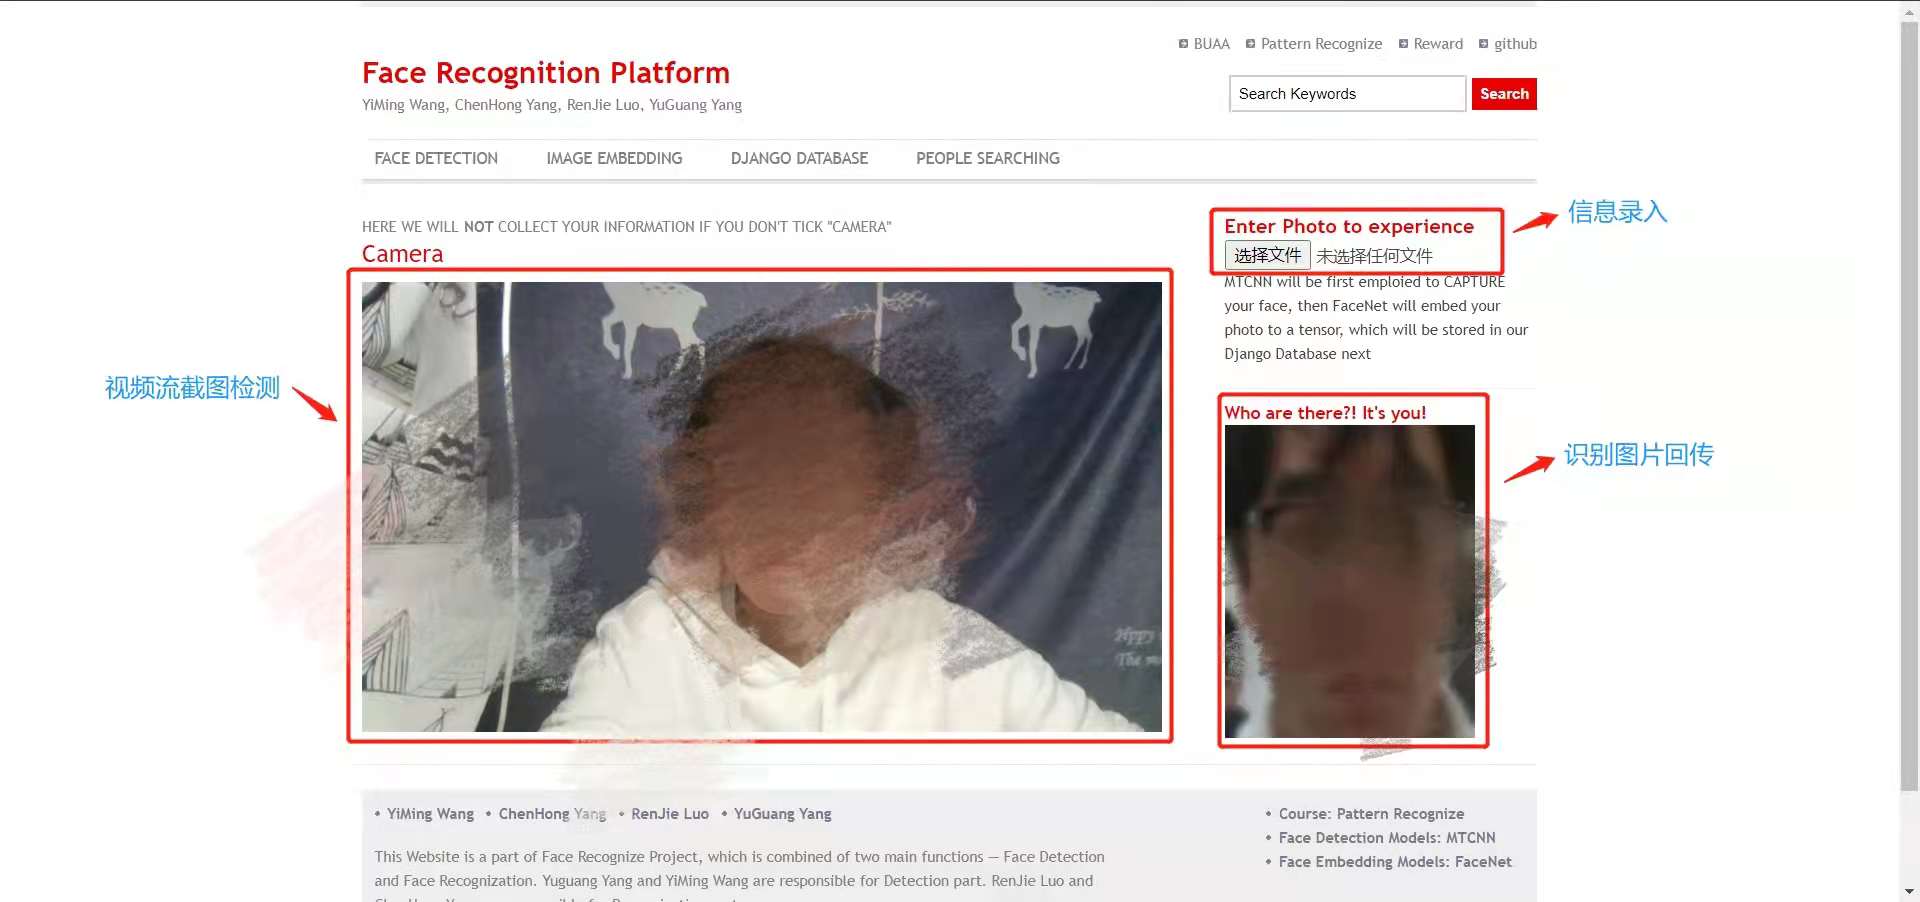 BUAA Pattern Recognize Reward github
Face Recognition Platform
YiMing Wang, ChenHong Yang, RenJie Luo, YuGuang Yang
Search Keywords Search
FACE DETECTION IMAGE EMBEDDING DJANGO DATABASE PEOPLE SEARCHING
HERE WE WILL NOT COLLECT YOUR INFORMATION IF YOU DON'T TICK "CAMERA"
Camera
视频流截图检测
The
Enter Photo to experience
选择文件 未选择任何文件
信息录入
MTCNN will be first emploied to CAPTURE
your face, then FaceNet will embed your
photo to a tensor, which will be stored in our
Django Database next
Who are there?! It's you!
识别图片回传
• YiMing Wang • ChenHong Yang • RenJie Luo • YuGuang Yang
This Website is a part of Face Recognize Project, which is combined of two main functions — Face Detection
and Face Recognization. Yuguang Yang and YiMing Wang are responsible for Detection part. RenJie Luo and
• Course: Pattern Recognize
• Face Detection Models: MTCNN
• Face Embedding Models: FaceNet